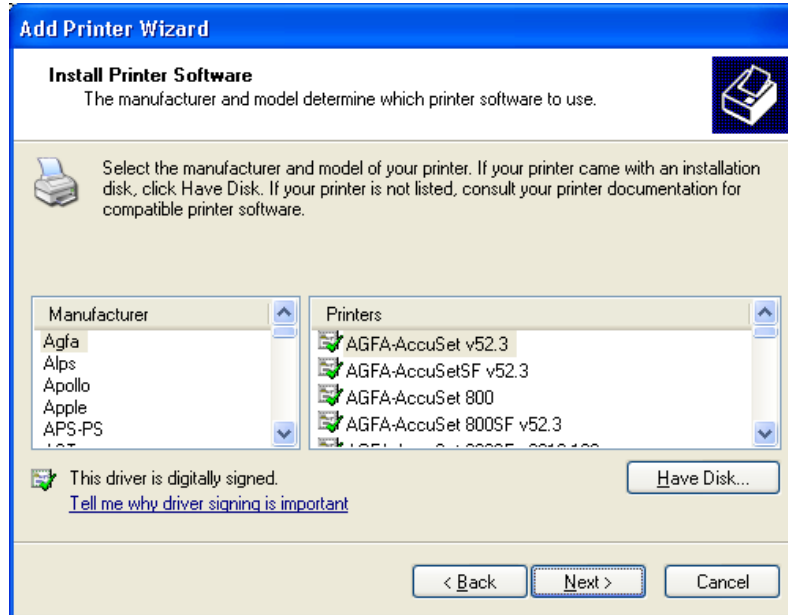 Add Printer Wizard
Install Printer Software
The manufacturer and model determine which printer software to use.
Select the manufacturer and model of your printer. If your printer came with an installation
disk, click Have Disk. If your printer is not listed, consult your printer documentation for
compatible printer software.
Manufacturer
Agfa
Alps
Apollo
Apple
APS-PS
Printers
AGFA-AccuSet v52.3
AGFA-AccuSetSF v52.3
AGFA-AccuSet 800
AGFA-AccuSet 800SF v52.3
This driver is digitally signed.
Tell me why driver signing is important
Have Disk...
< Back
Next >
Cancel